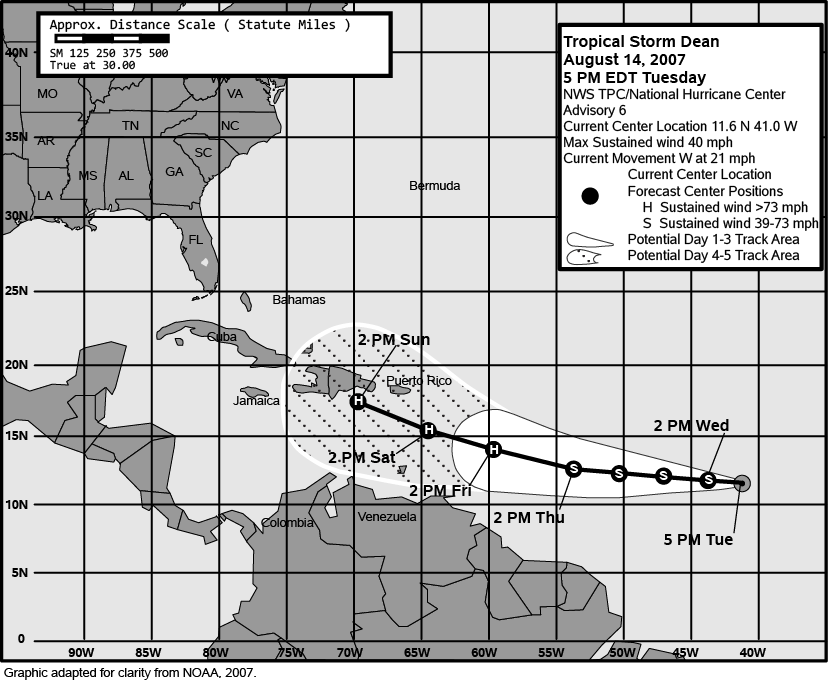 Approx. Distance Scale ( Statute Miles )
SM 125 250 375 500
True at 30.00
Tropical Storm Dean
August 14, 2007
5 PM EDT Tuesday
NWS TPC/National Hurricane Center
Advisory 6
Current Center Location 11.6 N 41.0 W
Max Sustained wind 40 mph
Current Movement W at 21 mph
Current Center Location
Forecast Center Positions
H Sustained wind >73 mph
S Sustained wind 39-73 mph
Potential Day 1-3 Track Area
Potential Day 4-5 Track Area
40N
MO
VA
TN
NC
35N
AR
SC
MS
AL
GA
LA
Bermuda
30N
FL
25N
Bahamas
Cuba
2 PM Sun
20N
Puerto Rico
Jamaica
H
2 PM Wed
15N
H
H
2 PM Sat
S
S
S
S
2 PM Fri
10N
2 PM Thu
Colombia
Venezuela
5 PM Tue
5N
0
90W
85W
80W
75W
70W
65W
60W
55W
50W
45W
40W
Graphic adapted for clarity from NOAA, 2007.